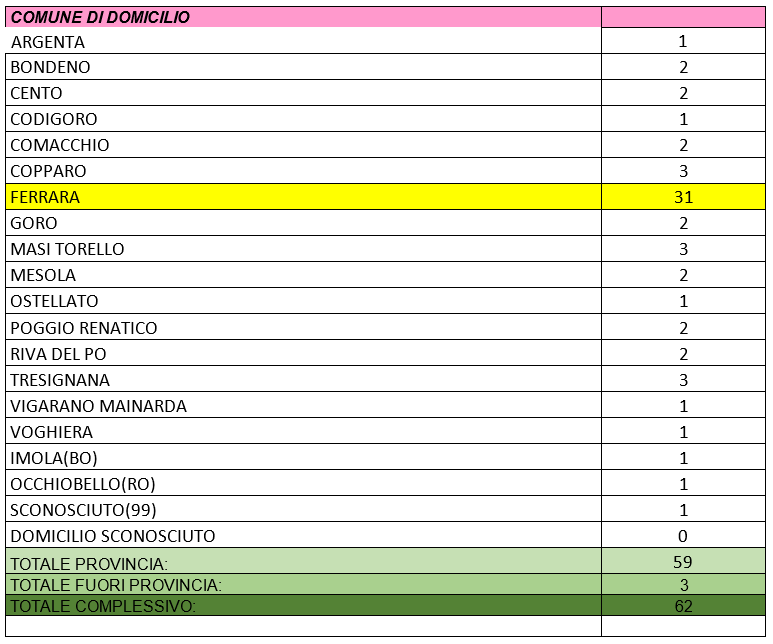 COMUNE DI DOMICILIO
ARGENTA 1
BONDENO 2
CENTO 2
CODIGORO 1
COMACCHIO 2
COPPARO 3
FERRARA 31
GORO 2
MASI TORELLO 3
MESOLA 2
OSTELLATO 1
POGGIO RENATICO 2
RIVA DEL PO 2
TRESIGNANA 3
VIGARANO MAINARDA 1
VOGHIERA 1
IMOLA(BO) 1
OCCHIOBELLO(RO) 1
SCONOSCIUTO(99) 1
DOMICILIO SCONOSCIUTO 0
TOTALE PROVINCIA: 59
TOTALE FUORI PROVINCIA: 3
TOTALE COMPLESSIVO: 62